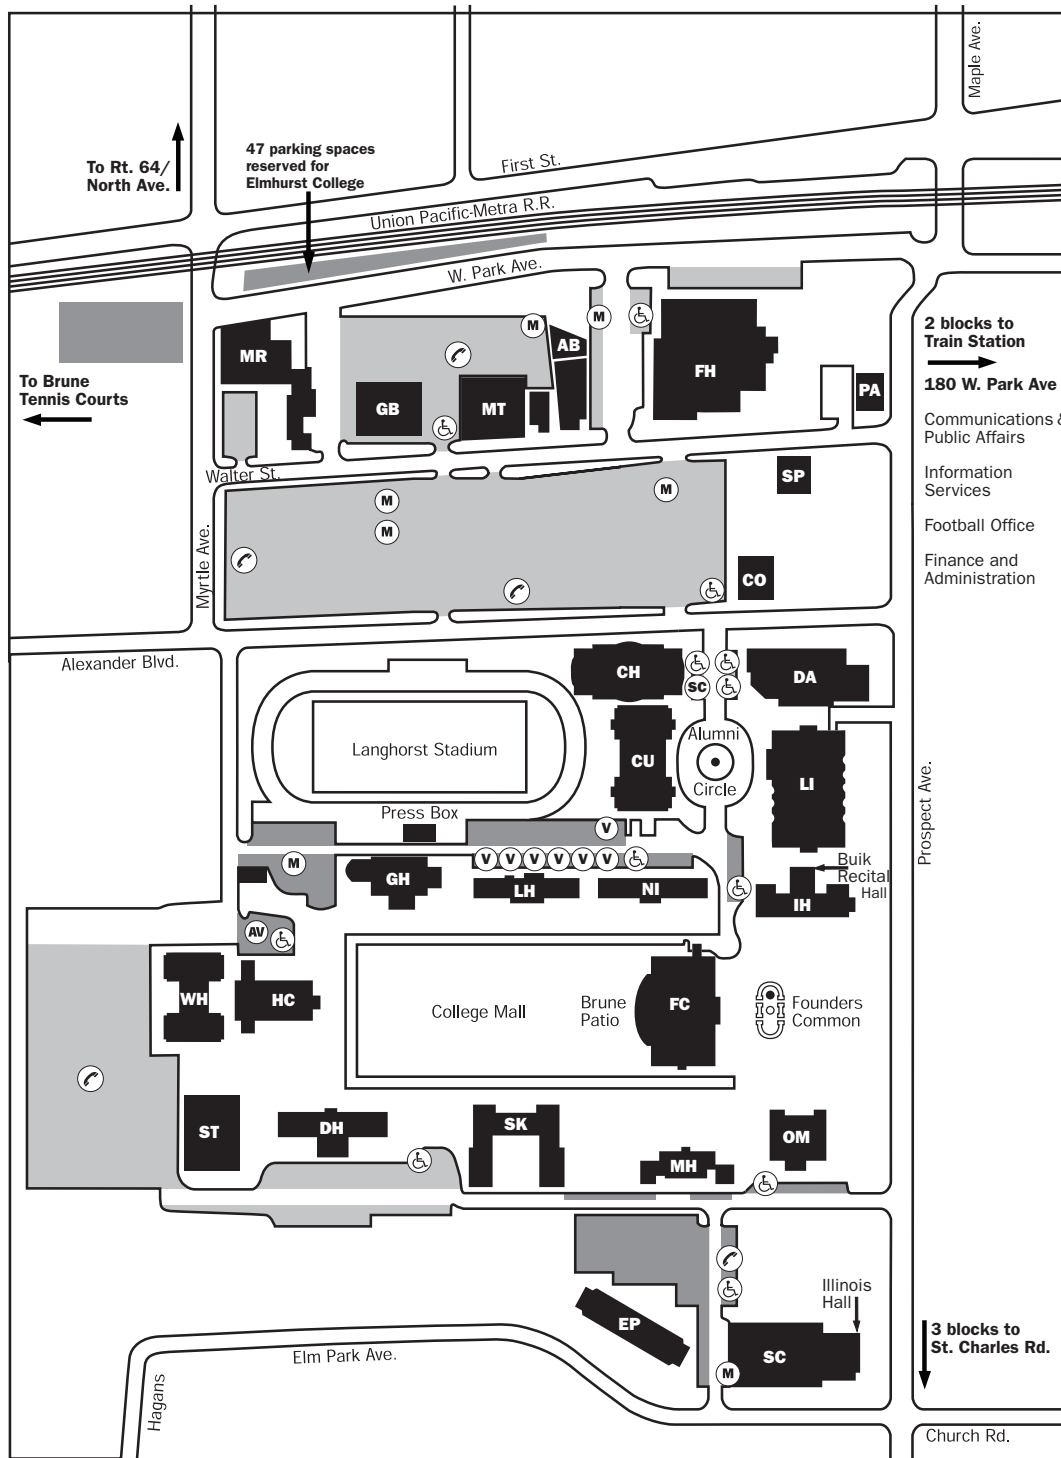 Maple Ave.
47 parking spaces
reserved for
Elmhurst College
To Rt. 64/
North Ave.
First St.
Union Pacific-Metra R.R.
W. Park Ave.
M
M
2 blocks to
Train Station
MR
AB
FH
PA
180 W. Park Ave
To Brune
Tennis Courts
GB
MT
Communications &
Public Affairs
Walter St.
SP
Information
Services
M
M
M
Football Office
Myrtle Ave.
CO
Finance and
Administration
Alexander Blvd.
CH
SC
DA
Langhorst Stadium
Alumni
Circle
CU
LI
Prospect Ave.
Press Box
V
M
V
V
V
V
V
V
Buik
Recital
Hall
GH
LH
NI
IH
AV
WH
HC
College Mall
Brune
Patio
FC
Founders
Common
ST
DH
SK
MH
OM
Illinois
Hall
EP
SC
3 blocks to
St. Charles Rd.
Elm Park Ave.
M
Hagans
Church Rd.